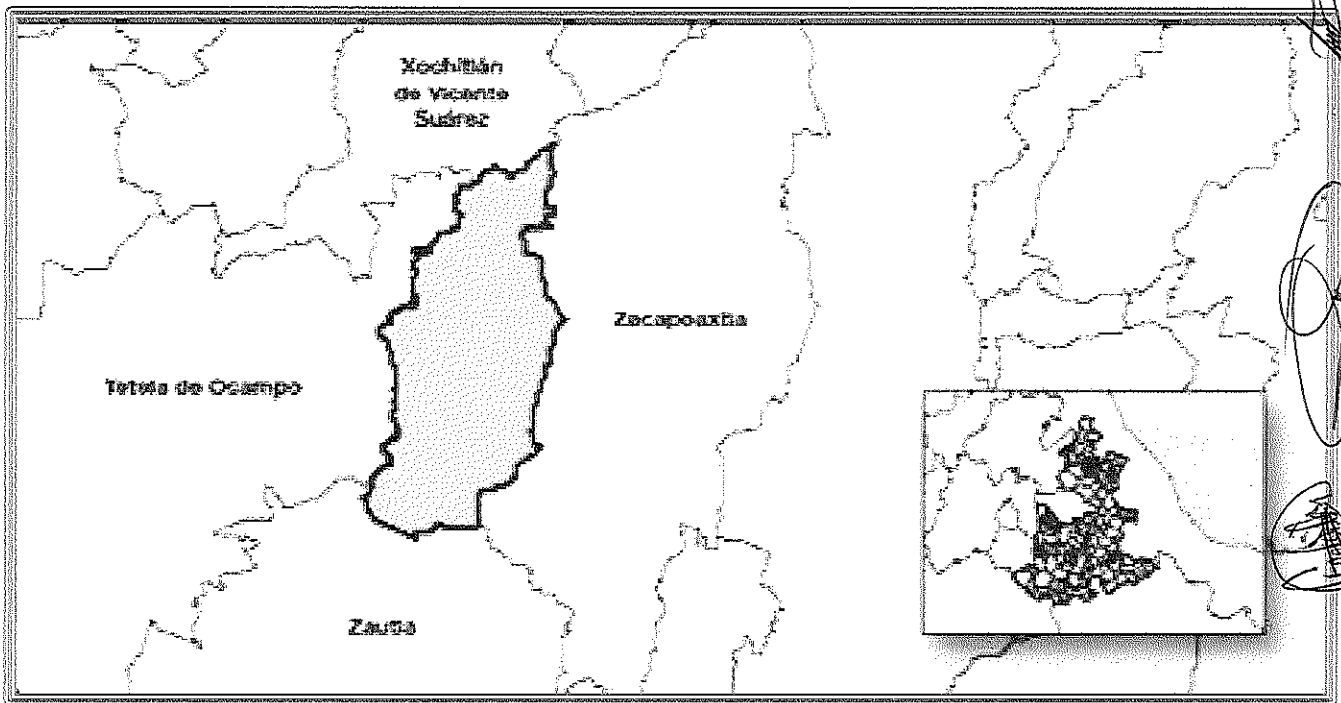 Xochitlán
de Vicente
Suárez
Zacapoaxtla
Tetela de Ocampo
Zautla